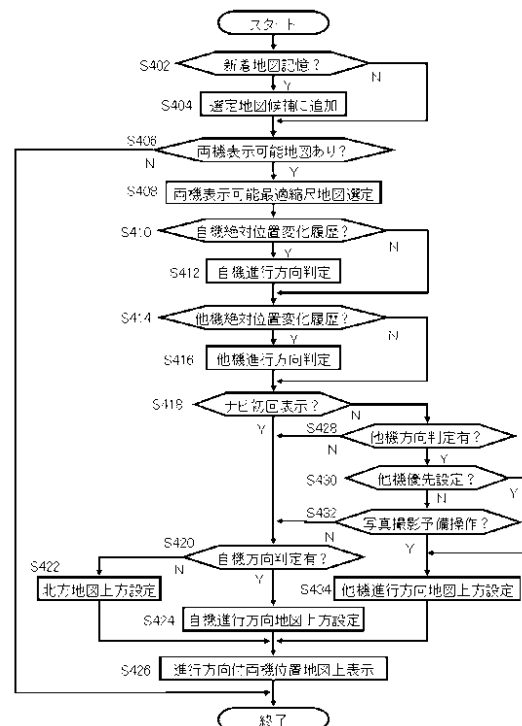 スタート
S402
新着地図記憶？
N
Y
S404
選定地図候補に追加
S406
両機表示可能地図あり？
N
Y
S408
両機表示可能最適縮尺地図選定
S410
自機絶対位置変化履歴？
N
Y
S412
自機進行方向判定
S414
他機絶対位置変化履歴？
N
Y
S416
他機進行方向判定
S418
ナビ初回表示？
N
Y
S428
他機方向判定有？
N
Y
S430
他機優先設定？
N
Y
S432
写真撮影予備操作？
N
Y
S420
自機方向判定有？
N
Y
S422
北方地図上方設定
S434
他機進行方向地図上方設定
S424
自機進行方向地図上方設定
S426
進行方向付両機位置地図上表示
終了